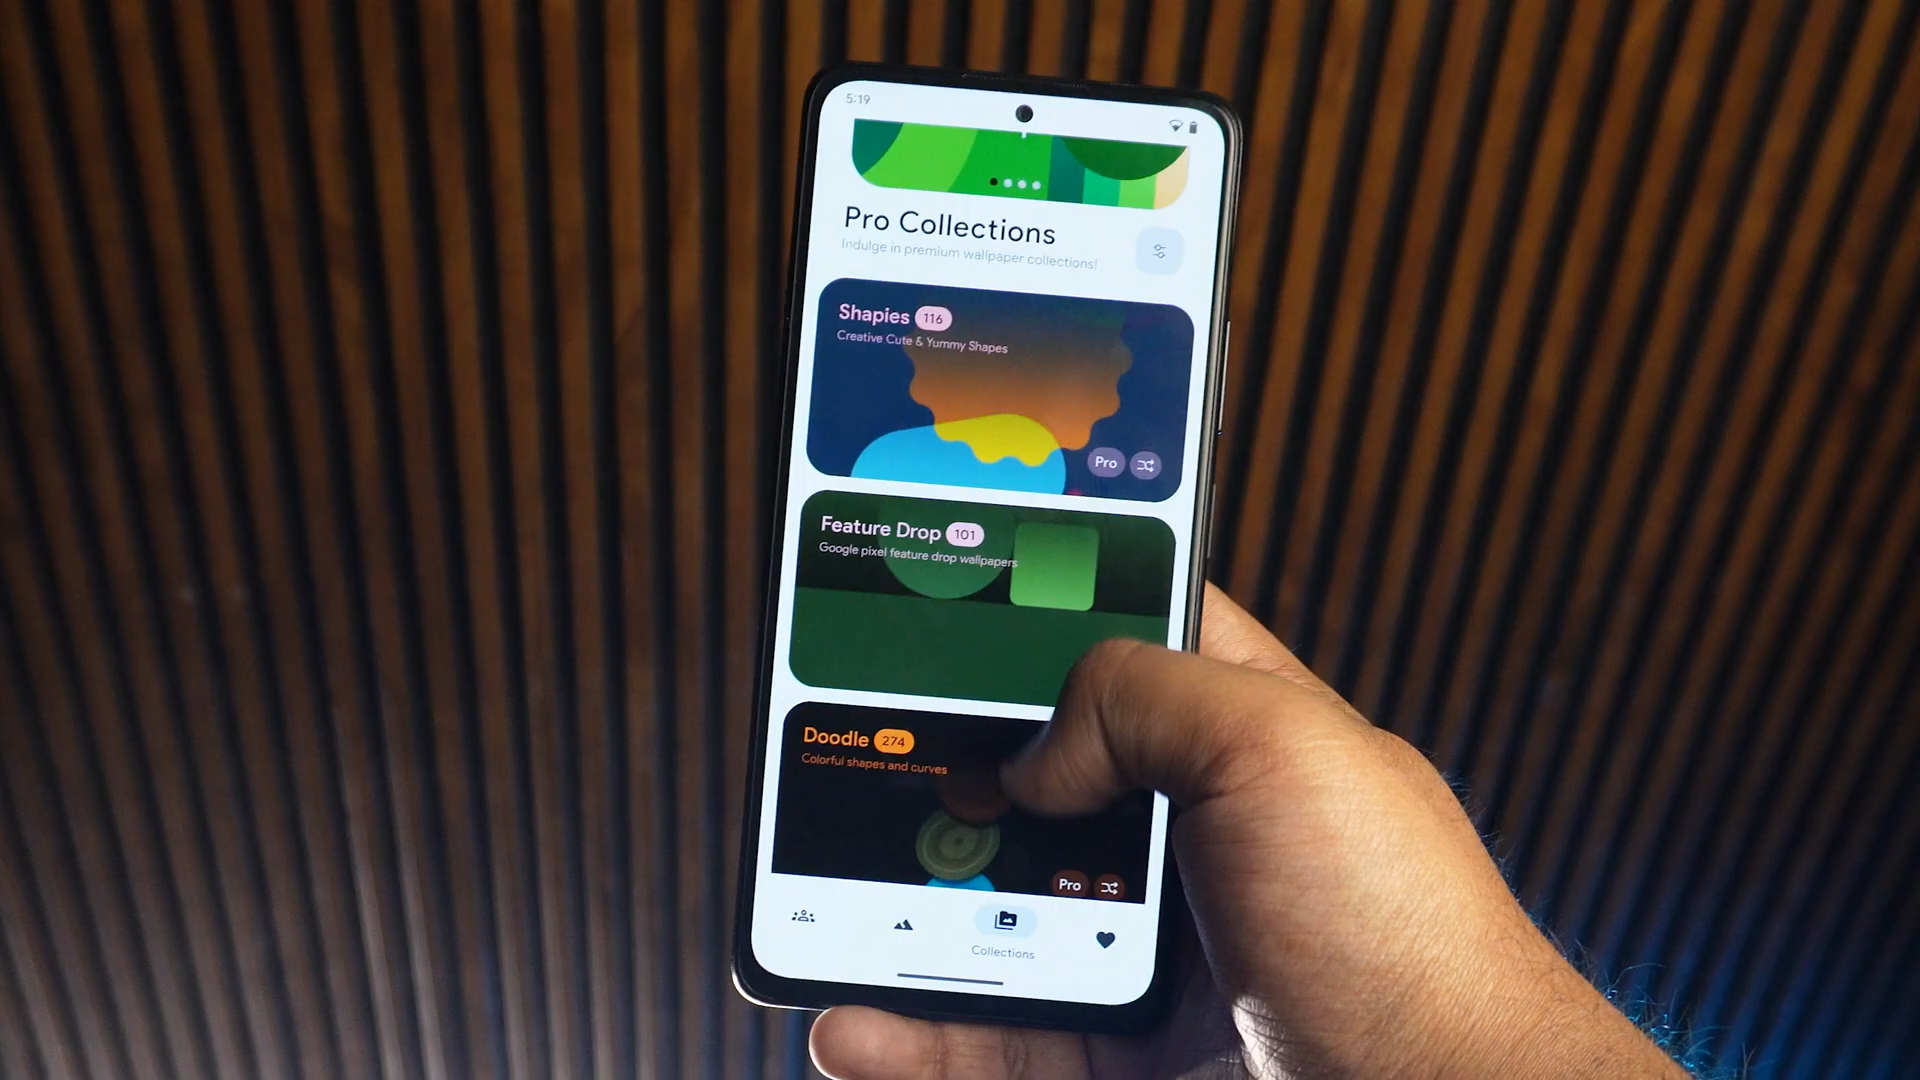 5:19
Pro Collections
Indulge in premium wallpaper collections!
Shapies 116
Creative Cute & Yummy Shapes
Pro
Feature Drop 101
Google pixel feature drop wallpapers
Doodle 274
Colorful shapes and curves
Pro
Collections